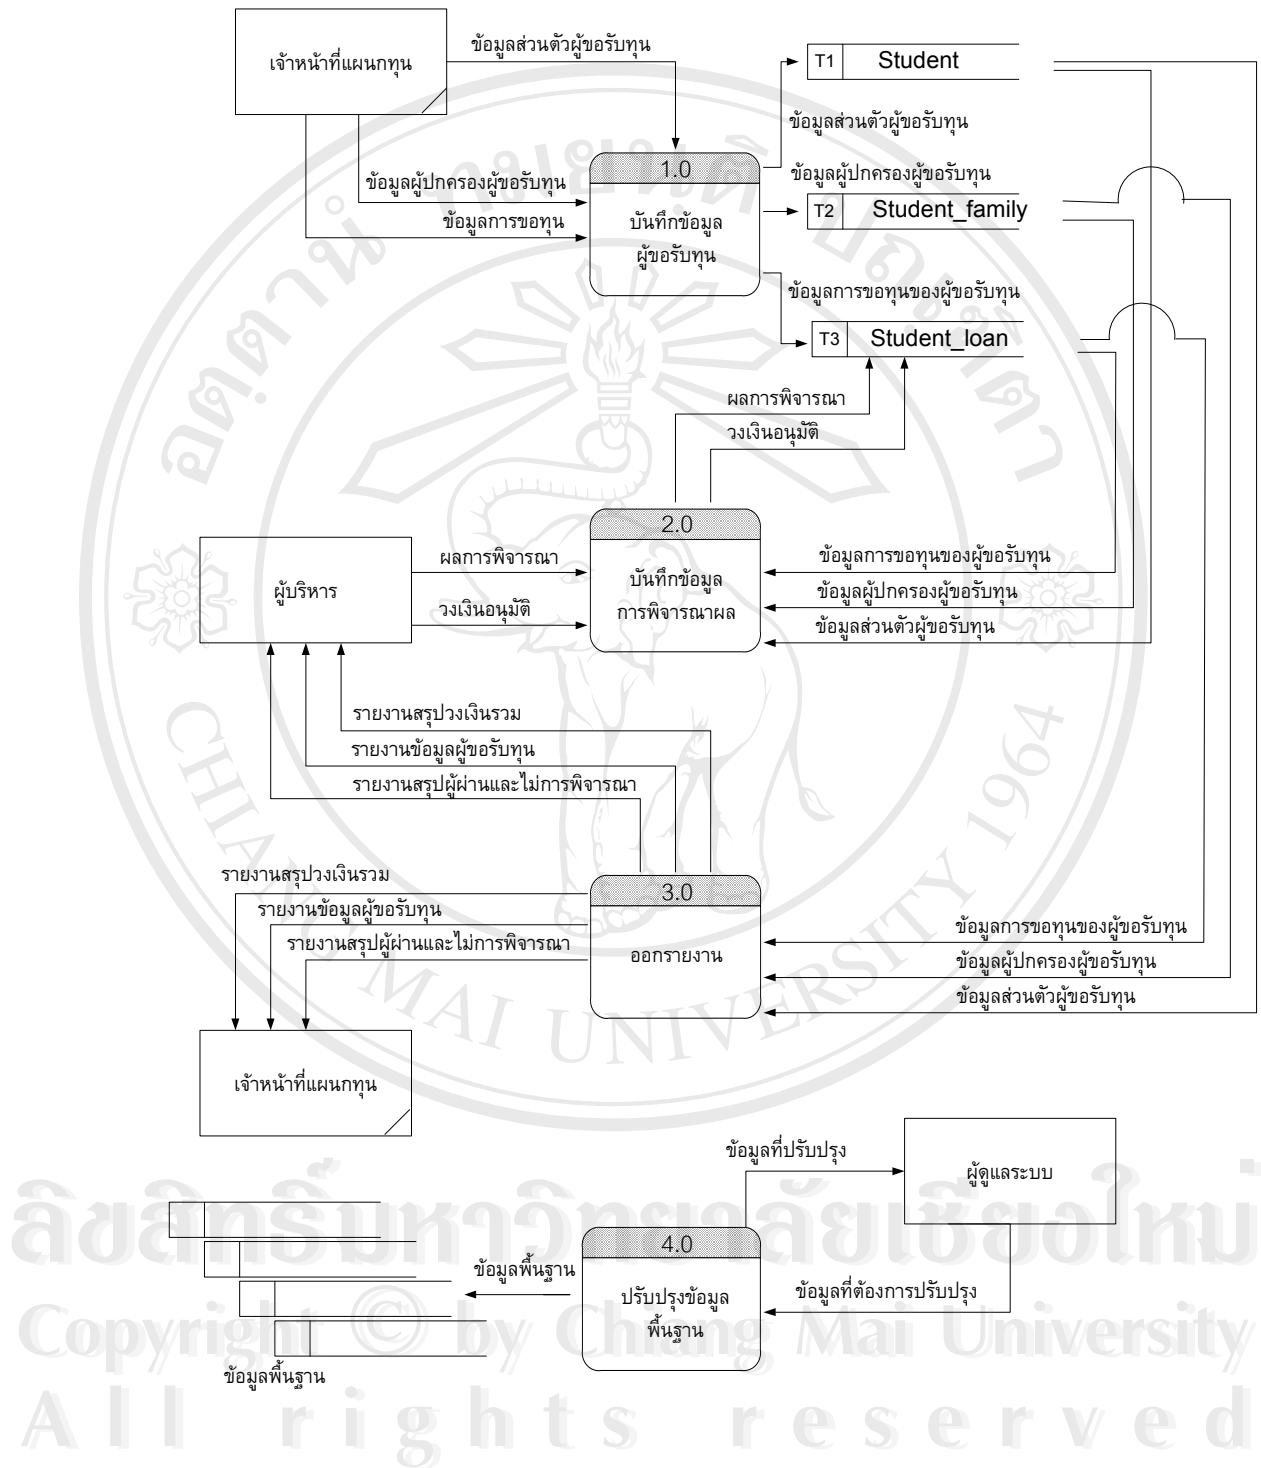 เจ้าหน้าที่แผนกทุน
ข้อมูลส่วนตัวผู้ขอรับทุน
T1 Student
ข้อมูลส่วนตัวผู้ขอรับทุน
1.0
บันทึกข้อมูล
ผู้ขอรับทุน
ข้อมูลผู้ปกครองผู้ขอรับทุน
ข้อมูลการขอทุน
ข้อมูลผู้ปกครองผู้ขอรับทุน
T2 Student_family
ข้อมูลการขอทุนของผู้ขอรับทุน
T3 Student_loan
ผลการพิจารณา
วงเงินอนุมัติ
2.0
บันทึกข้อมูล
การพิจารณาผล
ผู้บริหาร
ผลการพิจารณา
วงเงินอนุมัติ
ข้อมูลการขอทุนของผู้ขอรับทุน
ข้อมูลผู้ปกครองผู้ขอรับทุน
ข้อมูลส่วนตัวผู้ขอรับทุน
รายงานสรุปวงเงินรวม
รายงานข้อมูลผู้ขอรับทุน
รายงานสรุปผู้ผ่านและไม่การพิจารณา
3.0
ออกรายงาน
รายงานสรุปวงเงินรวม
รายงานข้อมูลผู้ขอรับทุน
รายงานสรุปผู้ผ่านและไม่การพิจารณา
ข้อมูลการขอทุนของผู้ขอรับทุน
ข้อมูลผู้ปกครองผู้ขอรับทุน
ข้อมูลส่วนตัวผู้ขอรับทุน
เจ้าหน้าที่แผนกทุน
ข้อมูลที่ปรับปรุง
ผู้ดูแลระบบ
4.0
ปรับปรุงข้อมูล
พื้นฐาน
ข้อมูลพื้นฐาน
ข้อมูลที่ต้องการปรับปรุง
ข้อมูลพื้นฐาน
CHIANG MAI UNIVERSITY 1964
ลิขสิทธิ์มหาวิทยาลัยเชียงใหม่
Copyright © by Chiang Mai University
All rights reserved